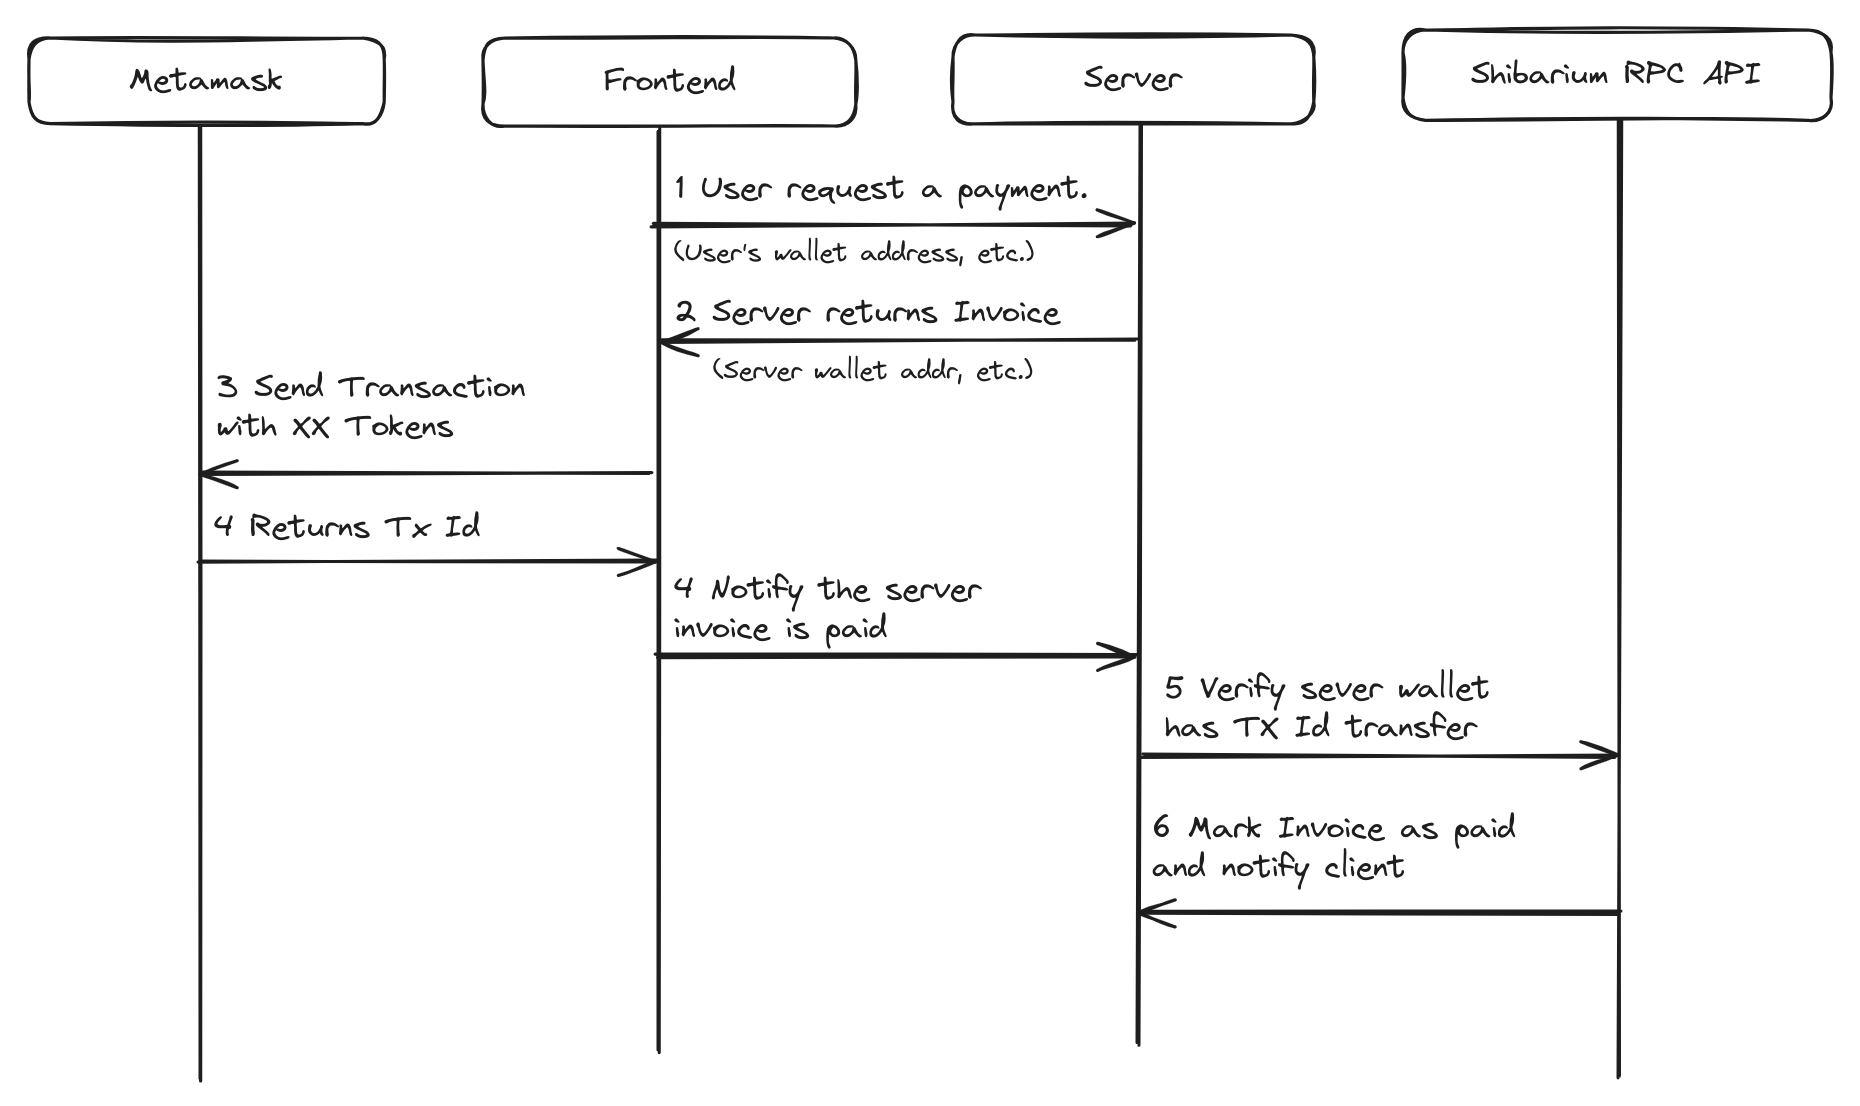 Metamask
Frontend
Server
Shibarium RPC API
1 User request a payment.
(User's wallet address, etc.)
2 Server returns Invoice
(Server wallet addr, etc.)
3 Send Transaction
with XX Tokens
4 Returns Tx Id
4 Notify the server
invoice is paid
5 Verify sever wallet
has TX Id transfer
6 Mark Invoice as paid
and notify client